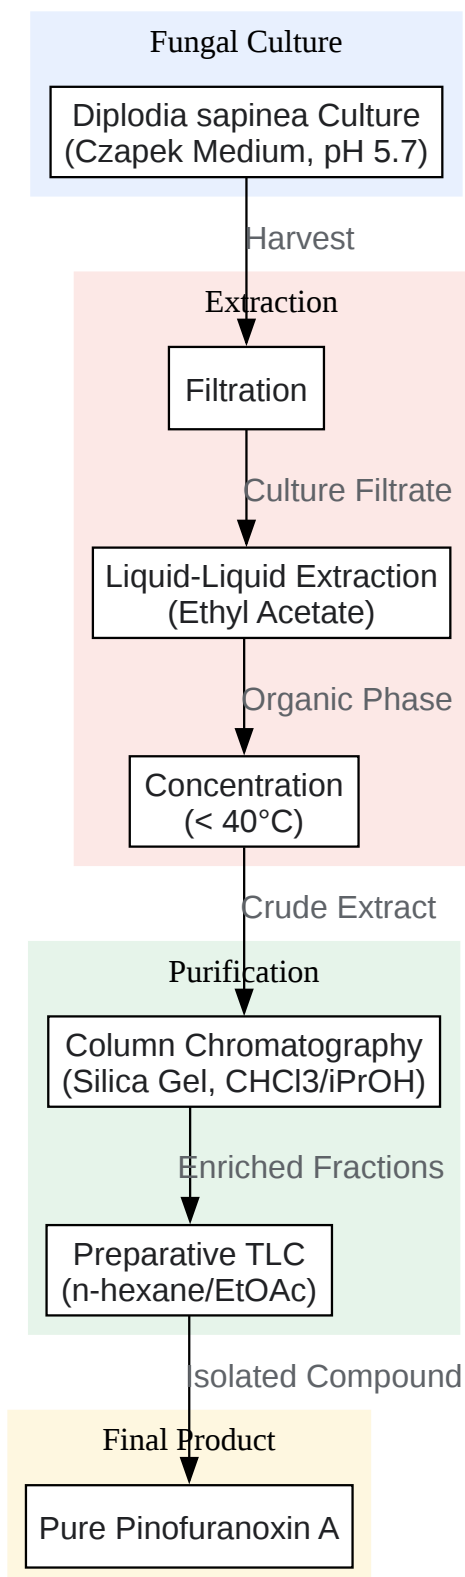 Fungal Culture
Diplodia sapinea Culture
(Czapek Medium, pH 5.7)
Harvest
Extraction
Filtration
Culture Filtrate
Liquid-Liquid Extraction
(Ethyl Acetate)
Organic Phase
Concentration
(< 40°C)
Crude Extract
Purification
Column Chromatography
(Silica Gel, CHCl3/iPrOH)
Enriched Fractions
Preparative TLC
(n-hexane/EtOAc)
Isolated Compound
Final Product
Pure Pinofuranoxin A